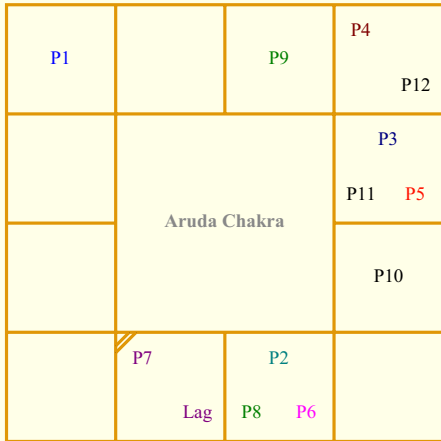 P4
P1 P9
P12
P3
P11 P5
Aruda Chakra
P10
P7 P2
Lag P8 P6